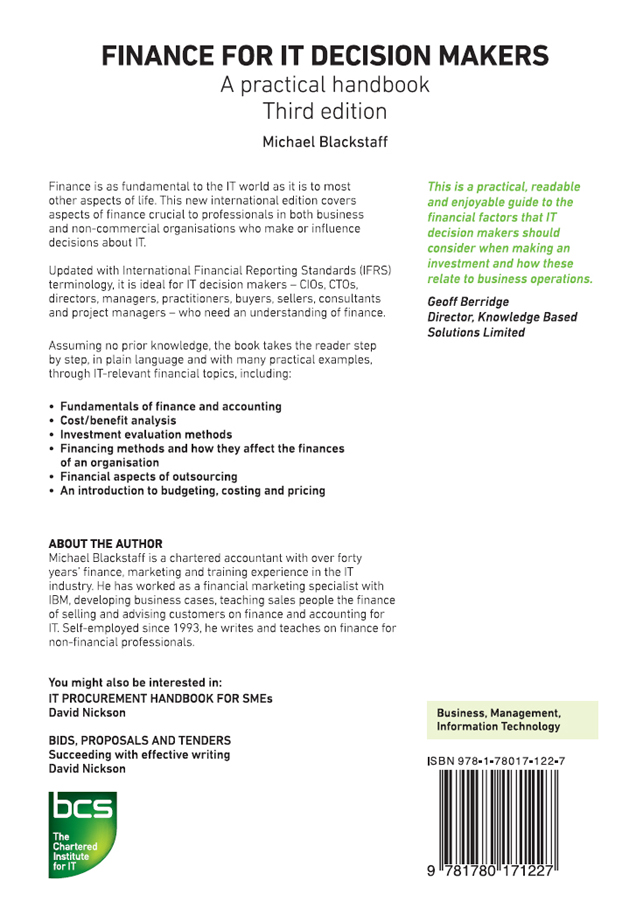 FINANCE FOR IT DECISION MAKERS
A practical handbook
Third edition
Michael Blackstaff
Finance is as fundamental to the IT world as it is to most
other aspects of life. This new international edition covers
aspects of finance crucial to professionals in both business
and non-commercial organisations who make or influence
decisions about IT.
Updated with International Financial Reporting Standards (IFRS)
terminology, it is ideal for IT decision makers – CIOs, CTOs,
directors, managers, practitioners, buyers, sellers, consultants
and project managers – who need an understanding of finance.
Assuming no prior knowledge, the book takes the reader step
by step, in plain language and with many practical examples,
through IT-relevant financial topics, including:
• Fundamentals of finance and accounting
• Cost/benefit analysis
• Investment evaluation methods
• Financing methods and how they affect the finances
of an organisation
• Financial aspects of outsourcing
• An introduction to budgeting, costing and pricing
ABOUT THE AUTHOR
Michael Blackstaff is a chartered accountant with over forty
years' finance, marketing and training experience in the IT
industry. He has worked as a financial marketing specialist with
IBM, developing business cases, teaching sales people the finance
of selling and advising customers on finance and accounting for
IT. Self-employed since 1993, he writes and teaches on finance for
non-financial professionals.
You might also be interested in:
IT PROCUREMENT HANDBOOK FOR SMEs
David Nickson
BIDS, PROPOSALS AND TENDERS
Succeeding with effective writing
David Nickson
bcs
The
Chartered
Institute
for IT
This is a practical, readable
and enjoyable guide to the
financial factors that IT
decision makers should
consider when making an
investment and how these
relate to business operations.
Geoff Berridge
Director, Knowledge Based
Solutions Limited
Business, Management,
Information Technology
ISBN 978-1-78017-122-7
9 781780 171227